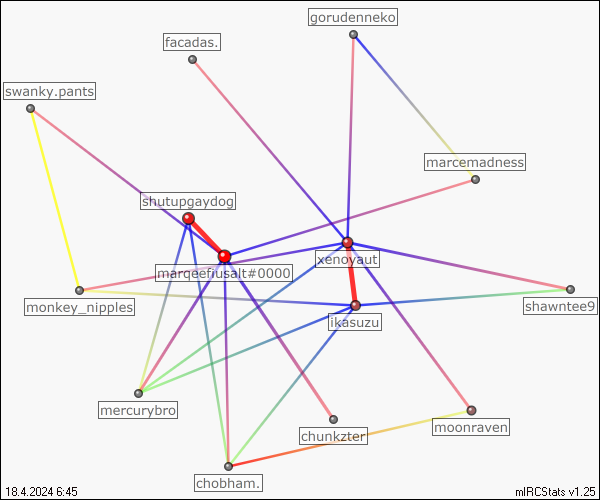 gorudenneko
facadas.
swanky.pants
marcemadness
shutupgaydog
xenoyaut
marqeefjusalt#0000
monkey_nipples
shawntee9
ikasuzu
mercurybro
moonraven
chunkzter
chobham.
18.4.2024 6:45
mIRCStats v1.25